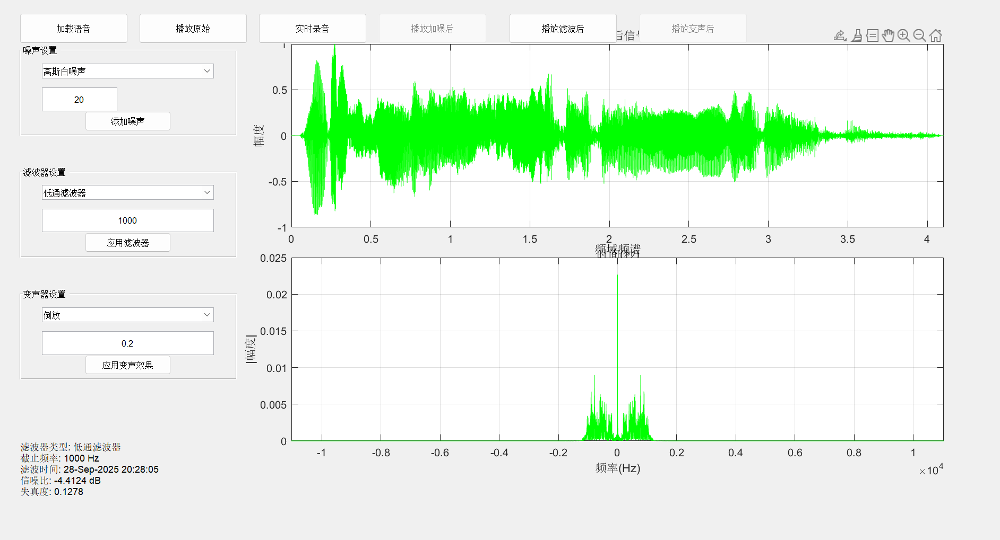 加载语音
播放原始
实时录音
播放加噪后
播放滤波后
播放变声后
后信号
噪声设置
高斯白噪声
20
添加噪声
滤波器设置
低通滤波器
1000
应用滤波器
变声器设置
倒放
0.2
应用变声效果
滤波器类型: 低通滤波器
截止频率: 1000 Hz
滤波时间: 28-Sep-2025 20:28:05
信噪比: -4.4124 dB
失真度: 0.1278
1
0.5
0
-0.5
-1
幅度
0 0.5 1 1.5 2 2.5 3 3.5 4
时间(秒)
频域频谱
0.025
0.02
0.015
0.01
0.005
0
|幅度|
-1 -0.8 -0.6 -0.4 -0.2 0 0.2 0.4 0.6 0.8 1
×10⁴
频率(Hz)